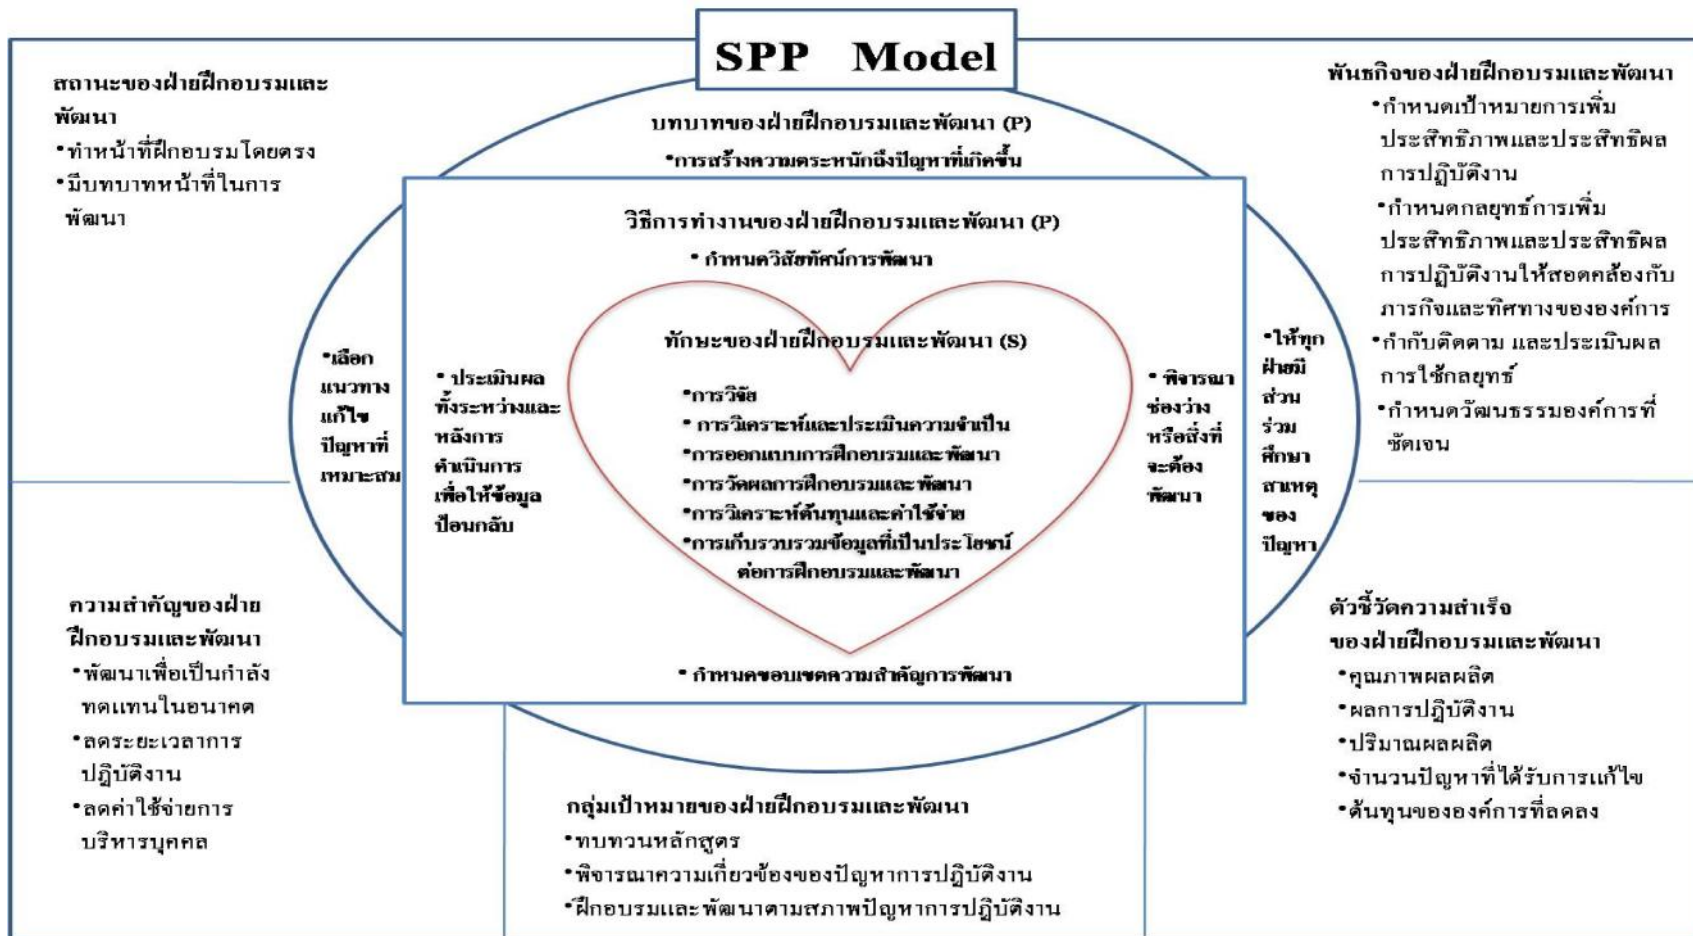 SPP Model
สถานะของฝ่ายฝึกอบรมและ
พัฒนา
•ทำหน้าที่ฝึกอบรมโดยตรง
•มีบทบาทหน้าที่ในการ
พัฒนา
บทบาทของฝ่ายฝึกอบรมและพัฒนา (P)
•การสร้างความตระหนักถึงปัญหาที่เกิดขึ้น
พันธกิจของฝ่ายฝึกอบรมและพัฒนา
•กำหนดเป้าหมายการเพิ่ม
ประสิทธิภาพและประสิทธิผล
การปฏิบัติงาน
•กำหนดกลยุทธ์การเพิ่ม
ประสิทธิภาพและประสิทธิผล
การปฏิบัติงานให้สอดคล้องกับ
ภารกิจและทิศทางขององค์การ
•กำกับติดตาม และประเมินผล
การใช้กลยุทธ์
•กำหนดวัฒนธรรมองค์การที่
ชัดเจน
วิธีการทำงานของฝ่ายฝึกอบรมและพัฒนา (P)
• กำหนดวิสัยทัศน์การพัฒนา
•เลือก
แนวทาง
แก้ไข
ปัญหาที่
เหมาะสม
• ประเมินผล
ทั้งระหว่างและ
หลังการ
ดำเนินการ
เพื่อให้ข้อมูล
ป้อนกลับ
ทักษะของฝ่ายฝึกอบรมและพัฒนา (S)
•การวิจัย
• การวิเคราะห์และประเมินความจำเป็น
•การออกแบบการฝึกอบรมและพัฒนา
•การวัดผลการฝึกอบรมและพัฒนา
•การวิเคราะห์ต้นทุนและค่าใช้จ่าย
•การเก็บรวบรวมข้อมูลที่เป็นประโยชน์
ต่อการฝึกอบรมและพัฒนา
• พิจารณา
ช่องว่าง
หรือสิ่งที่
จะต้อง
พัฒนา
•ให้ทุก
ฝ่ายมี
ส่วน
ร่วม
ศึกษา
สาเหตุ
ของ
ปัญหา
• กำหนดขอบเขตความสำคัญการพัฒนา
ความสำคัญของฝ่าย
ฝึกอบรมและพัฒนา
•พัฒนาเพื่อเป็นกำลัง
ทดแทนในอนาคต
•ลดระยะเวลาการ
ปฏิบัติงาน
•ลดค่าใช้จ่ายการ
บริหารบุคคล
กลุ่มเป้าหมายของฝ่ายฝึกอบรมและพัฒนา
•ทบทวนหลักสูตร
•พิจารณาความเกี่ยวข้องของปัญหาการปฏิบัติงาน
•ฝึกอบรมและพัฒนาตามสภาพปัญหาการปฏิบัติงาน
ตัวชี้วัดความสำเร็จ
ของฝ่ายฝึกอบรมและพัฒนา
•คุณภาพผลผลิต
•ผลการปฏิบัติงาน
•ปริมาณผลผลิต
•จำนวนปัญหาที่ได้รับการแก้ไข
•ต้นทุนขององค์การที่ลดลง